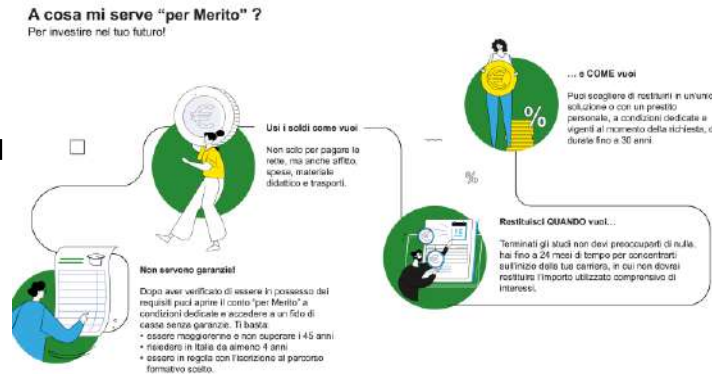 A cosa mi serve “per Merito” ?
Per investire nel tuo futuro!
Non servono garanzie!
Dopo aver verificato di essere in possesso dei
requisiti puoi aprire il conto “per Merito” a
condizioni dedicate e accedere a un fido di
cassa senza garanzie. Ti basta:
• essere maggiorenne e non superare i 45 anni
• risiedere in Italia da almeno 4 anni
• essere in regola con l'iscrizione al percorso
formativo scelto.
Usi i soldi come vuoi
Non solo per pagare le
rette, ma anche affitto,
spese, materiale
didattico e trasporti.
Restituisci QUANDO vuoi...
Terminati gli studi non devi preoccuparti di nulla,
hai fino a 24 mesi di tempo per concentrarti
sull'inizio della tua carriera, in cui non dovrai
restituire l'importo utilizzato comprensivo di
interessi.
... e COME vuoi
Puoi scegliere di restituirli in un'unic
soluzione o con un prestito
personale, a condizioni dedicate e
vigenti al momento della richiesta, d
durata fino a 30 anni
%
%